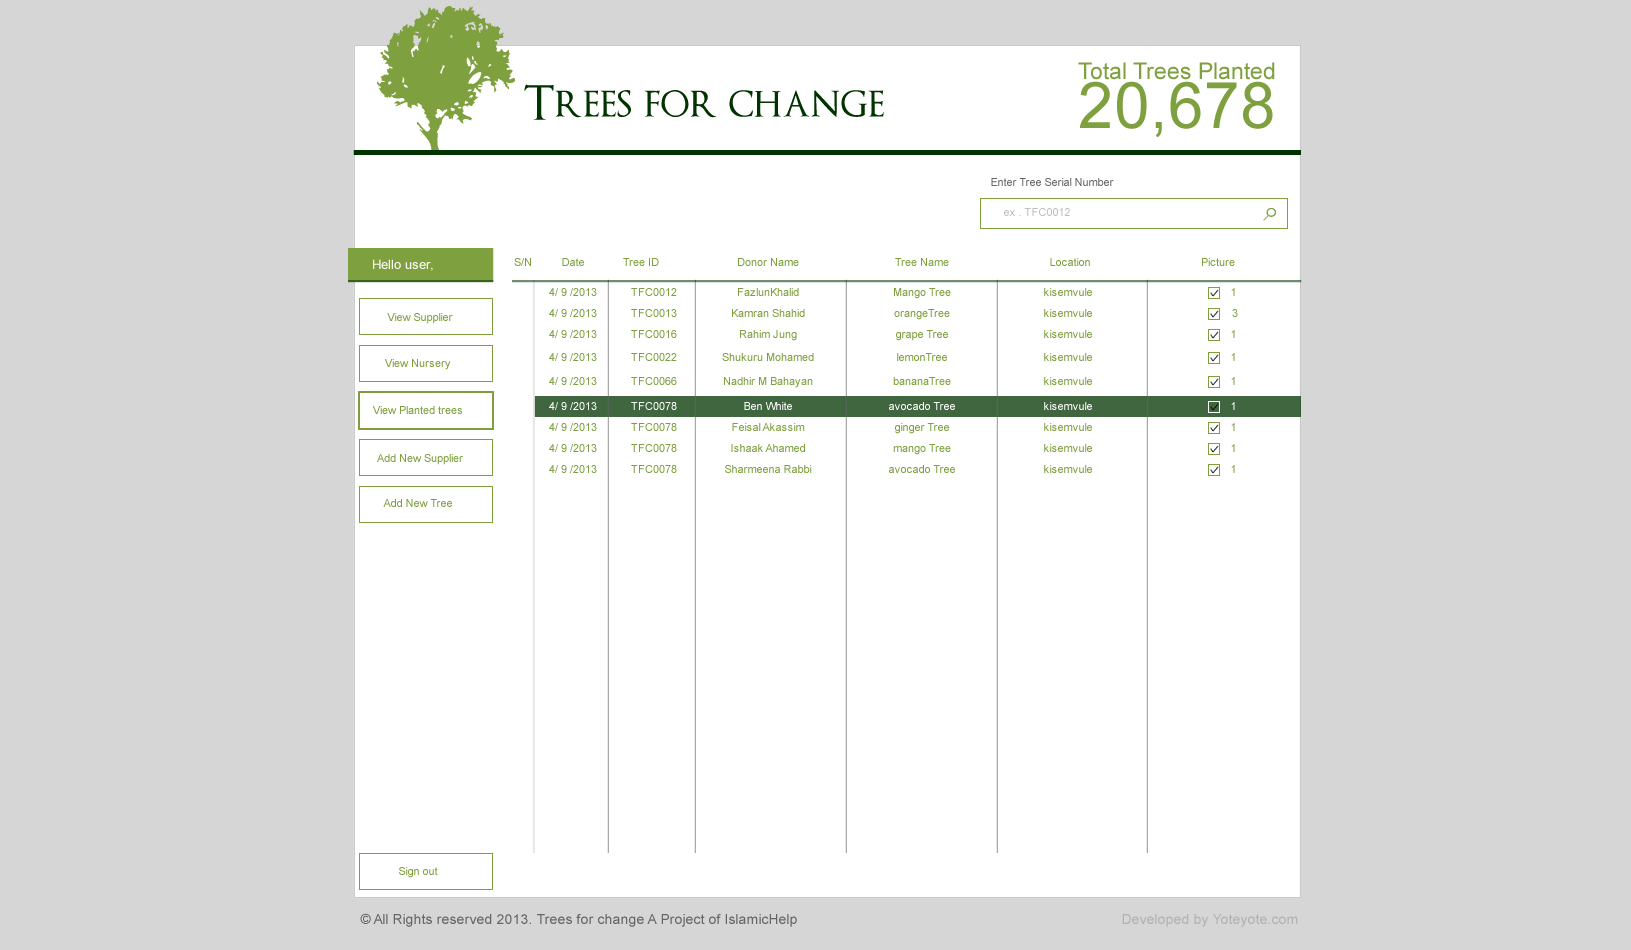 TREES FOR CHANGE
Total Trees Planted
20,678
Enter Tree Serial Number
ex . TFC0012
Hello user,
View Supplier
View Nursery
View Planted trees
Add New Supplier
Add New Tree
Sign out
S/N Date Tree ID Donor Name Tree Name Location Picture
4/ 9 /2013 TFC0012 FazlunKhalid Mango Tree kisemvule 1
4/ 9 /2013 TFC0013 Kamran Shahid orangeTree kisemvule 3
4/ 9 /2013 TFC0016 Rahim Jung grape Tree kisemvule 1
4/ 9 /2013 TFC0022 Shukuru Mohamed lemonTree kisemvule 1
4/ 9 /2013 TFC0066 Nadhir M Bahayan bananaTree kisemvule 1
4/ 9 /2013 TFC0078 Ben White avocado Tree kisemvule 1
4/ 9 /2013 TFC0078 Feisal Akassim ginger Tree kisemvule 1
4/ 9 /2013 TFC0078 Ishaak Ahamed mango Tree kisemvule 1
4/ 9 /2013 TFC0078 Sharmeena Rabbi avocado Tree kisemvule 1
© All Rights reserved 2013. Trees for change A Project of IslamicHelp
Developed by Yoteyote.com